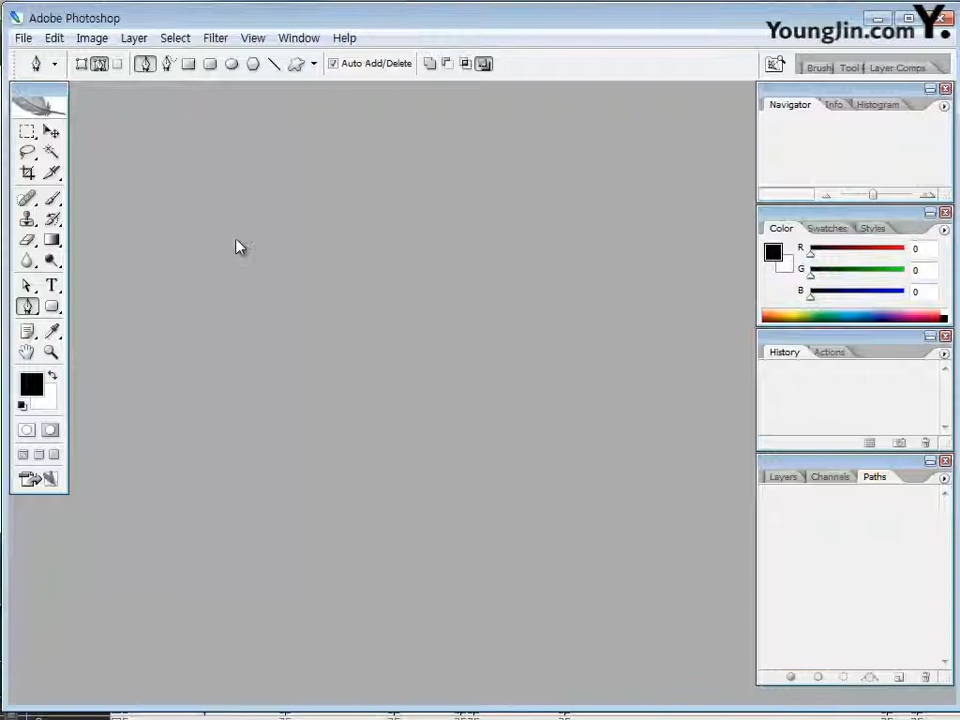 Adobe Photoshop
YoungJin.com Y.
File Edit Image Layer Select Filter View Window Help
Auto Add/Delete
Brush Tool Layer Comps
Navigator Info Histogram
Color Swatches Styles
R 0
G 0
B 0
History Actions
Layers Channels Paths
T